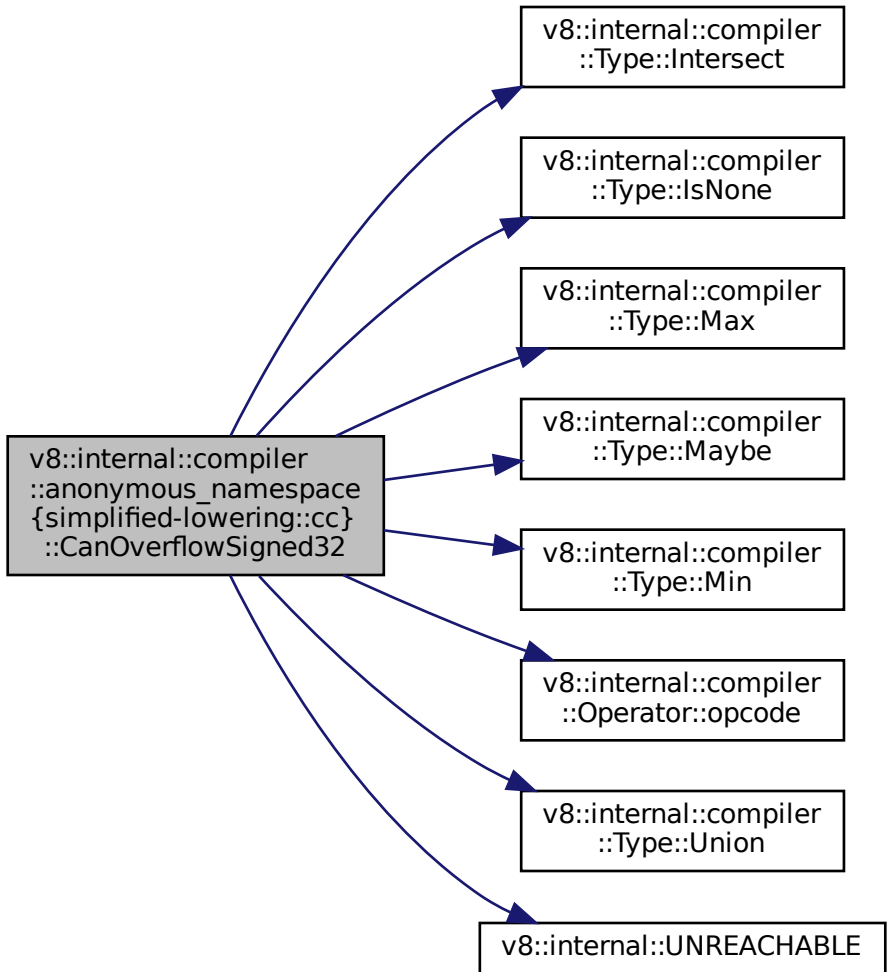 v8::internal::compiler
::Type::Intersect
v8::internal::compiler
::Type::IsNone
v8::internal::compiler
::Type::Max
v8::internal::compiler
::Type::Maybe
v8::internal::compiler
::anonymous_namespace
{simplified-lowering::cc}
::CanOverflowSigned32
v8::internal::compiler
::Type::Min
v8::internal::compiler
::Operator::opcode
v8::internal::compiler
::Type::Union
v8::internal::UNREACHABLE